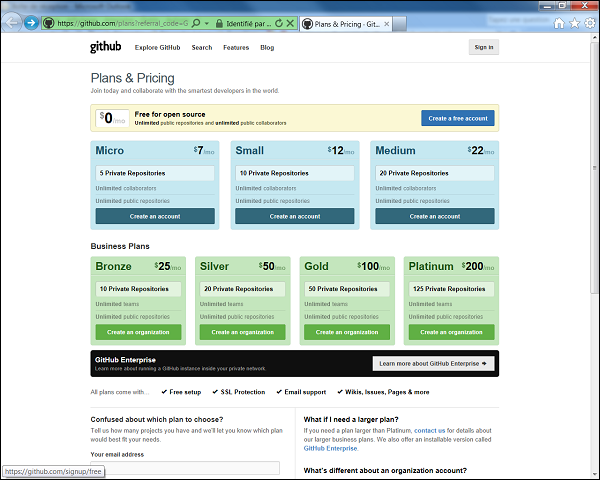 https://github.com/plans?referral_code=G
Identifié par ...
Plans & Pricing · Git...
github
Explore GitHub Search Features Blog
Sign in
Plans & Pricing
Join today and collaborate with the smartest developers in the world.
$0/mo
Free for open source
Unlimited public repositories and unlimited public collaborators
Create a free account
Micro $7/mo
5 Private Repositories
Unlimited collaborators
Unlimited public repositories
Create an account
Small $12/mo
10 Private Repositories
Unlimited collaborators
Unlimited public repositories
Create an account
Medium $22/mo
20 Private Repositories
Unlimited collaborators
Unlimited public repositories
Create an account
Business Plans
Bronze $25/mo
10 Private Repositories
Unlimited teams
Unlimited public repositories
Create an organization
Silver $50/mo
20 Private Repositories
Unlimited teams
Unlimited public repositories
Create an organization
Gold $100/mo
50 Private Repositories
Unlimited teams
Unlimited public repositories
Create an organization
Platinum $200/mo
125 Private Repositories
Unlimited teams
Unlimited public repositories
Create an organization
GitHub Enterprise
Learn more about running a GitHub instance inside your private network.
Learn more about GitHub Enterprise
All plans come with... ✔ Free setup ✔ SSL Protection ✔ Email support ✔ Wikis, Issues, Pages & more
Confused about which plan to choose?
Tell us how many projects you have and we'll let you know which
plan would best fit your needs.
Your email address
What if I need a larger plan?
If you need a plan larger than Platinum, contact us for details about
our larger business plans. We also offer an installable version called
GitHub Enterprise.
What's different about an organization account?
https://github.com/signup/free